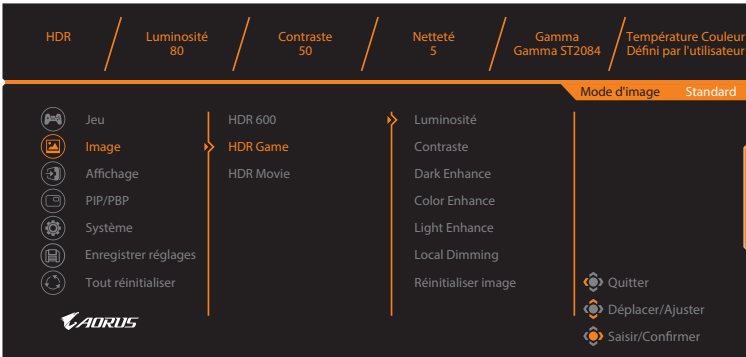 HDR
Luminosité
80
Contraste
50
Netteté
5
Gamma
Gamma ST2084
Température Couleur
Défini par l'utilisateur
Mode d'image Standard
Jeu
Image
Affichage
PIP/PBP
Système
Enregistrer réglages
Tout réinitialiser
HDR 600
HDR Game
HDR Movie
Luminosité
Contraste
Dark Enhance
Color Enhance
Light Enhance
Local Dimming
Réinitialiser image
Quitter
Déplacer/Ajuster
Saisir/Confirmer
AORUS